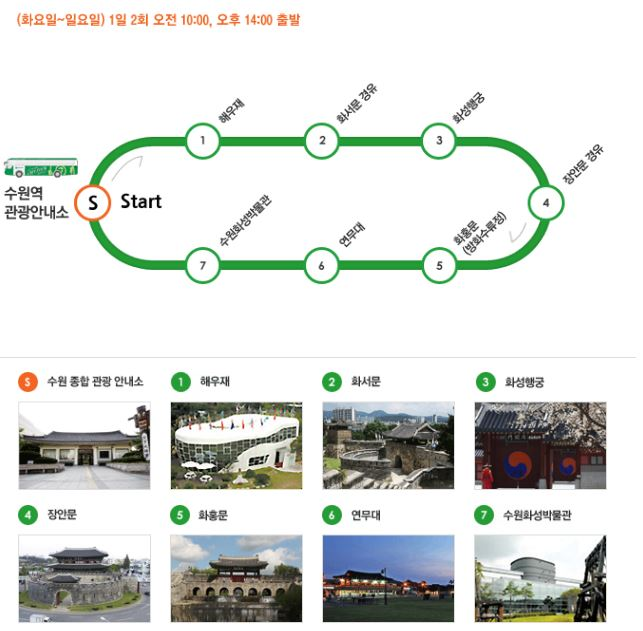 (화요일~일요일) 1일 2회 오전 10:00, 오후 14:00 출발
해우재
화서문 경유
화성행궁
장안문 경유
1
2
3
수원역
관광안내소
S
Start
4
수원화성박물관
연무대
화홍문
(방화수류정)
7
6
5
S 수원 종합 관광 안내소
1 해우재
2 화서문
3 화성행궁
4 장안문
5 화홍문
6 연무대
7 수원화성박물관